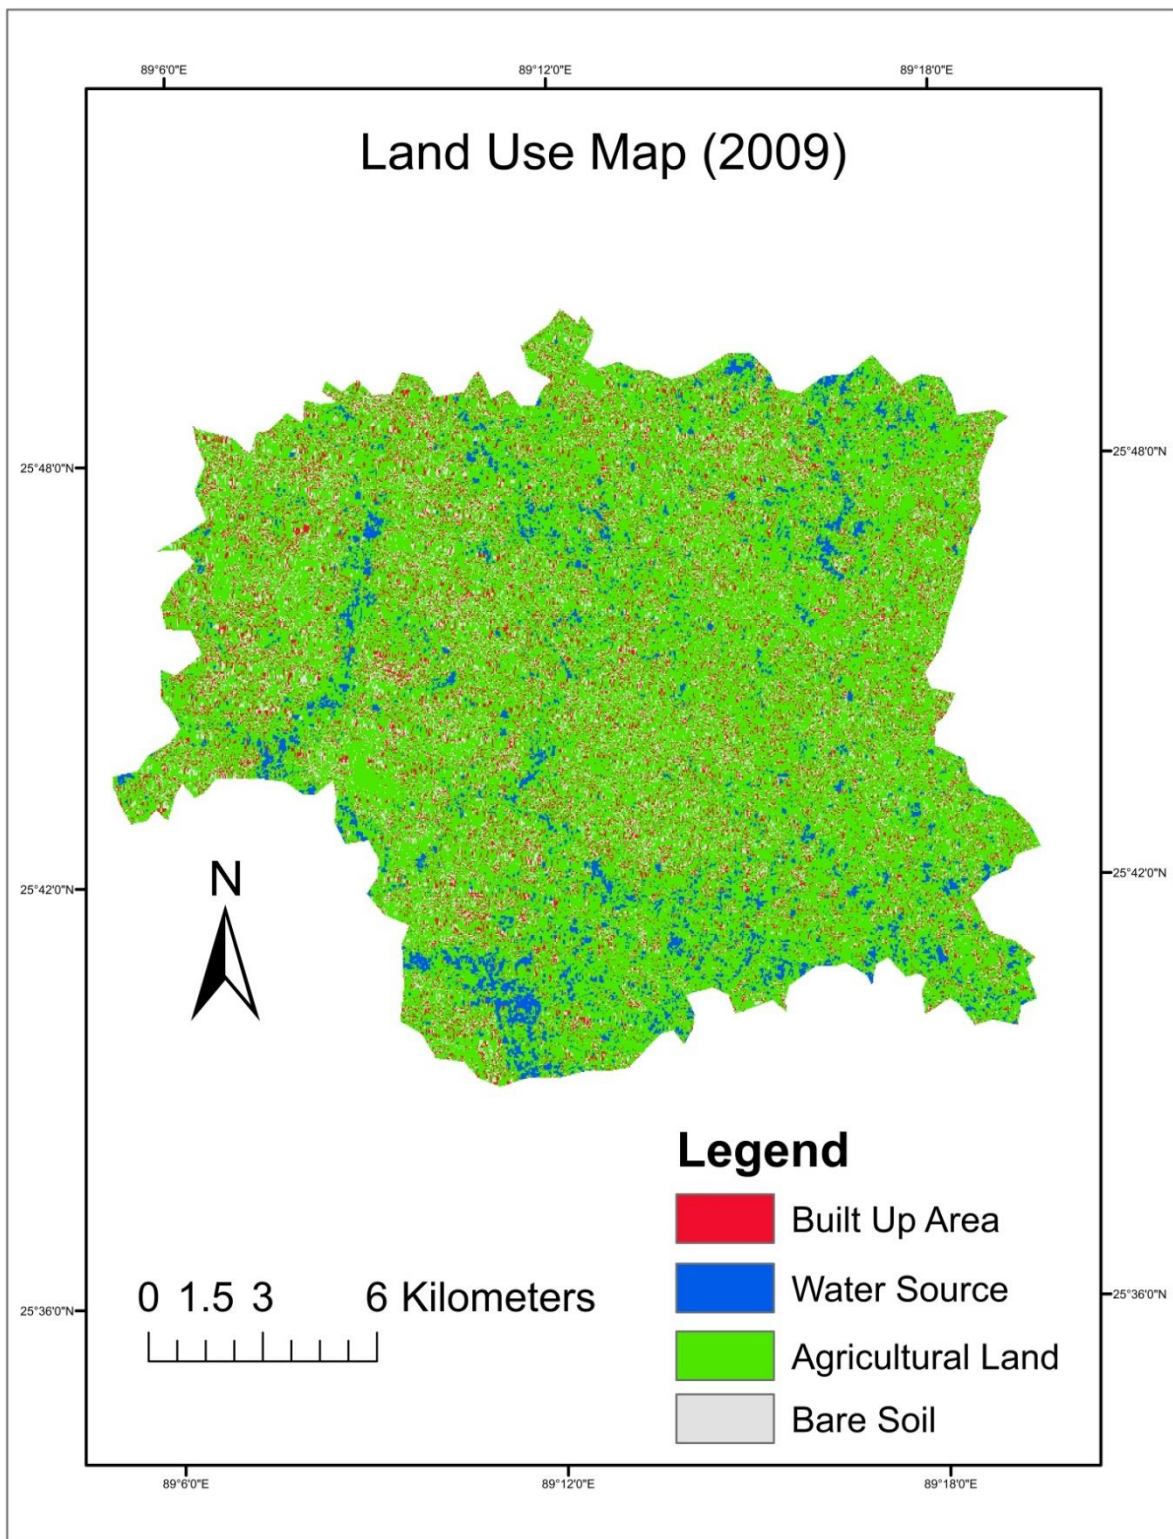 89°6'0"E 89°12'0"E 89°18'0"E
Land Use Map (2009)
25°48'0"N 25°48'0"N
25°42'0"N 25°42'0"N
N
Legend
Built Up Area
Water Source
Agricultural Land
Bare Soil
0 1.5 3 6 Kilometers
25°36'0"N 25°36'0"N
89°6'0"E 89°12'0"E 89°18'0"E